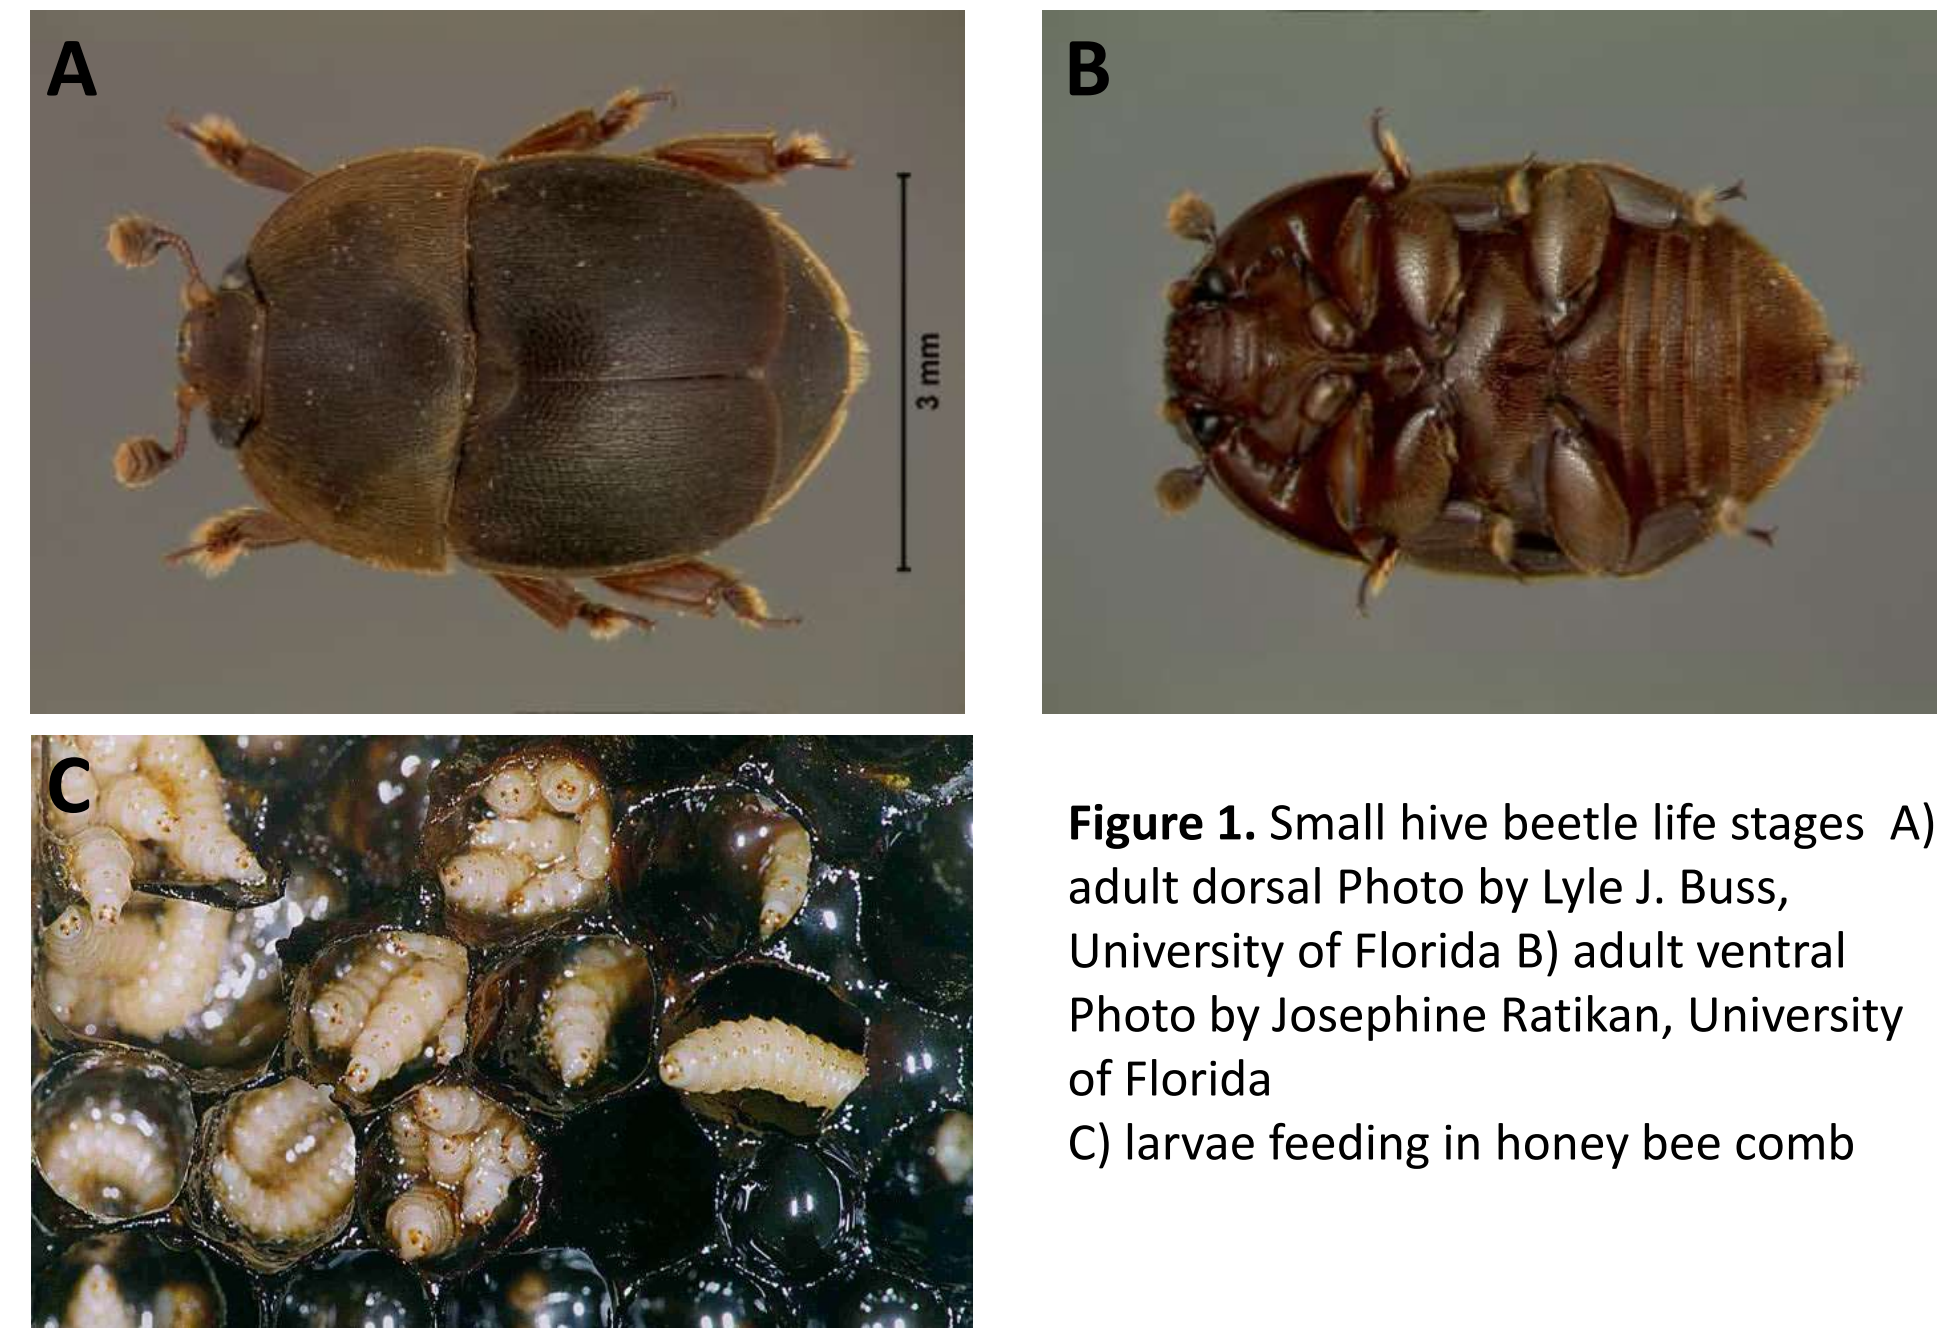 A
B
3 mm
C
Figure 1. Small hive beetle life stages  A)
adult dorsal Photo by Lyle J. Buss,
University of Florida B) adult ventral
Photo by Josephine Ratikan, University
of Florida
C) larvae feeding in honey bee comb